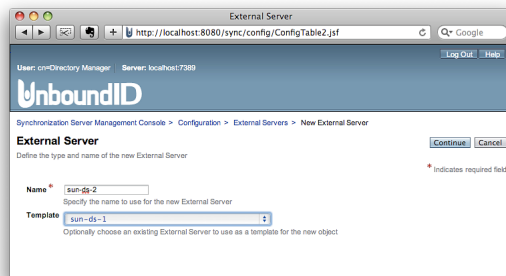 External Server
http://localhost:8080/sync/config/ConfigTable2.jsf
Google
Log Out Help
User: cn=Directory Manager Server: localhost:7389
UnboundID
Synchronization Server Management Console > Configuration > External Servers > New External Server
External Server
Continue Cancel
Define the type and name of the new External Server
* Indicates required field
Name * sun-ds-2
Specify the name to use for the new External Server
Template sun-ds-1
Optionally choose an existing External Server to use as a template for the new object